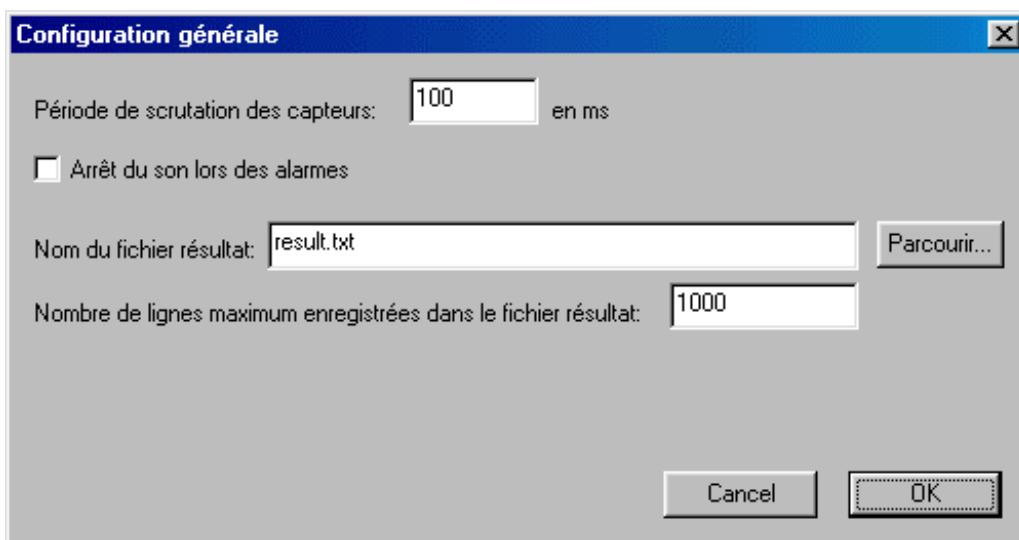 Configuration générale
Période de scrutation des capteurs: 100 en ms
Arrêt du son lors des alarmes
Nom du fichier résultat: result.txt Parcourir...
Nombre de lignes maximum enregistrées dans le fichier résultat: 1000
Cancel OK